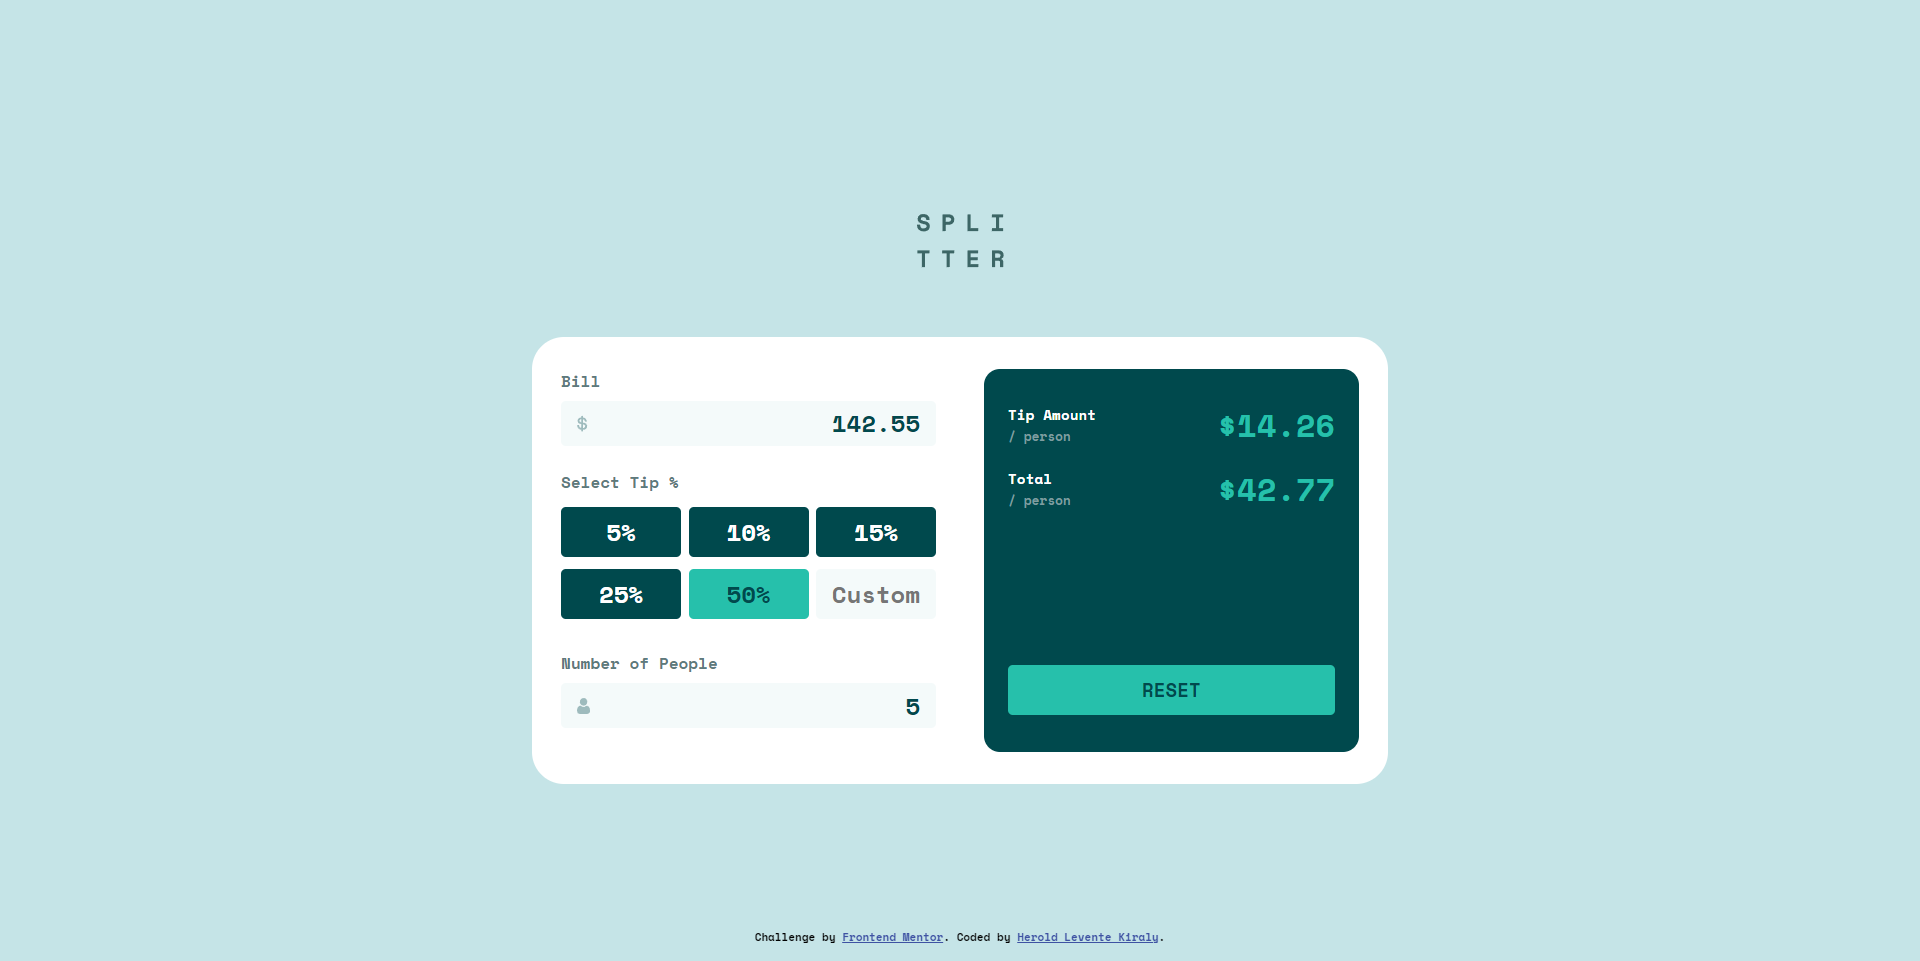 SPLI
TTER
Bill
$ 142.55
Select Tip %
5% 10% 15%
25% 50% Custom
Number of People
5
Tip Amount
/ person
$14.26
Total
/ person
$42.77
RESET
Challenge by Frontend Mentor. Coded by Herold Levente Kiraly.